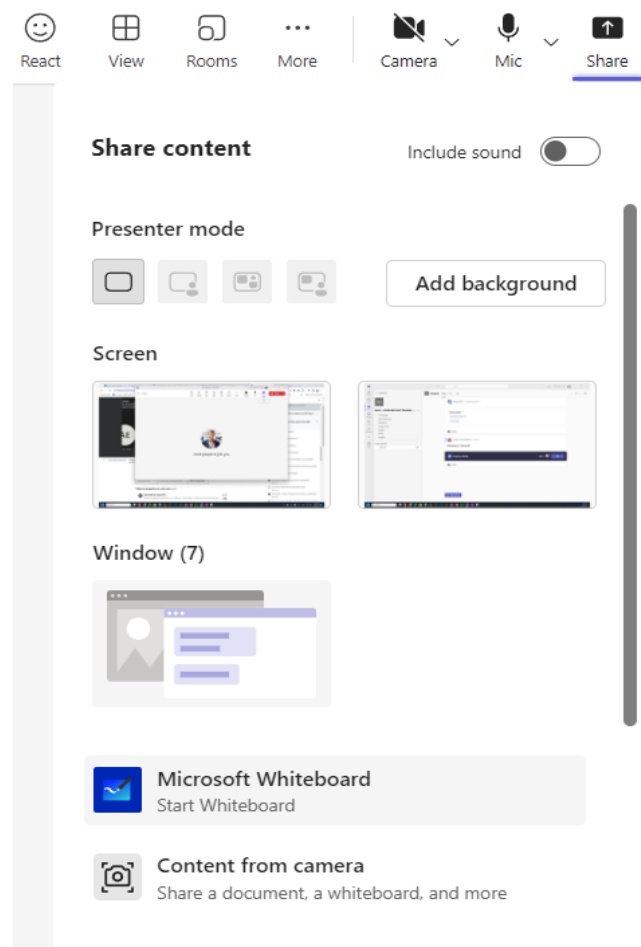 React
View
Rooms
More
Camera
Mic
Share
Share content
Include sound
Presenter mode
Add background
Screen
Window (7)
Microsoft Whiteboard
Start Whiteboard
Content from camera
Share a document, a whiteboard, and more